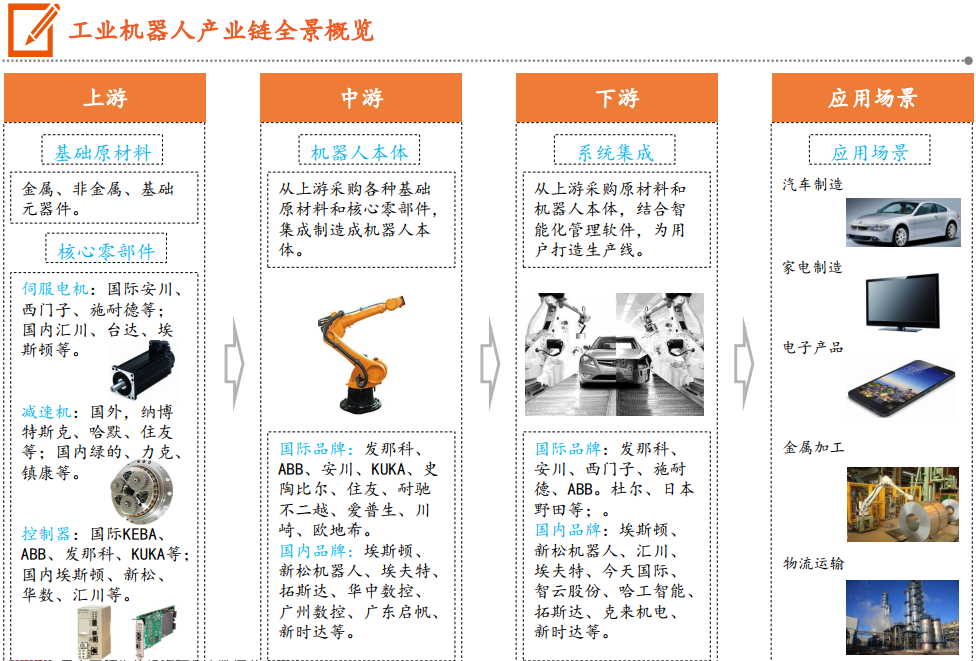 工业机器人产业链全景概览
上游
基础原材料
金属、非金属、基础
元器件。
核心零部件
伺服电机：国际安川、
西门子、施耐德等；
国内汇川、台达、埃
斯顿等。
减速机：国外，纳博
特斯克、哈默、住友
等；国内绿的、力克、
镇康等。
控制器：国际KEBA、
ABB、发那科、KUKA等；
国内埃斯顿、新松、
华数、汇川等。
中游
机器人本体
从上游采购各种基础
原材料和核心零部件，
集成制造成机器人本
体。
国际品牌：发那科、
ABB、安川、KUKA、史
陶比尔、住友、耐驰
不二越、爱普生、川
崎、欧地希。
国内品牌：埃斯顿、
新松机器人、埃夫特、
拓斯达、华中数控、
广州数控、广东启帆、
新时达等。
下游
系统集成
从上游采购原材料和
机器人本体，结合智
能化管理软件，为用
户打造生产线。
国际品牌：发那科、
安川、西门子、施耐
德、ABB。杜尔、日本
野田等；。
国内品牌：埃斯顿、
新松机器人、汇川、
埃夫特、今天国际、
智云股份、哈工智能、
拓斯达、克来机电、
新时达等。
应用场景
应用场景
汽车制造
家电制造
电子产品
金属加工
物流运输